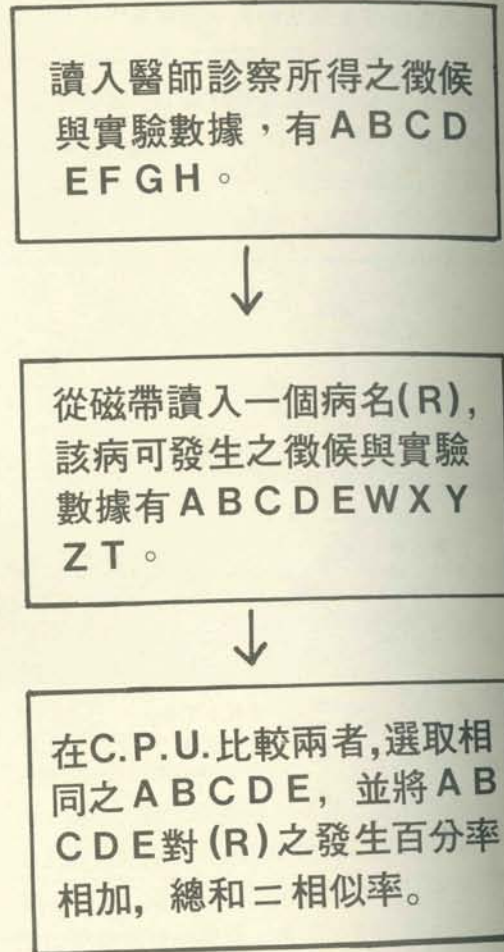 讀入醫師診察所得之徵候
與實驗數據，有ABCD
EFGH。
從磁帶讀入一個病名(R)，
該病可發生之徵候與實驗
數據有ABCDEWXY
ZT。
在C.P.U.比較兩者,選取相
同之ABCDE，並將AB
CDE對(R)之發生百分率
相加，總和=相似率。